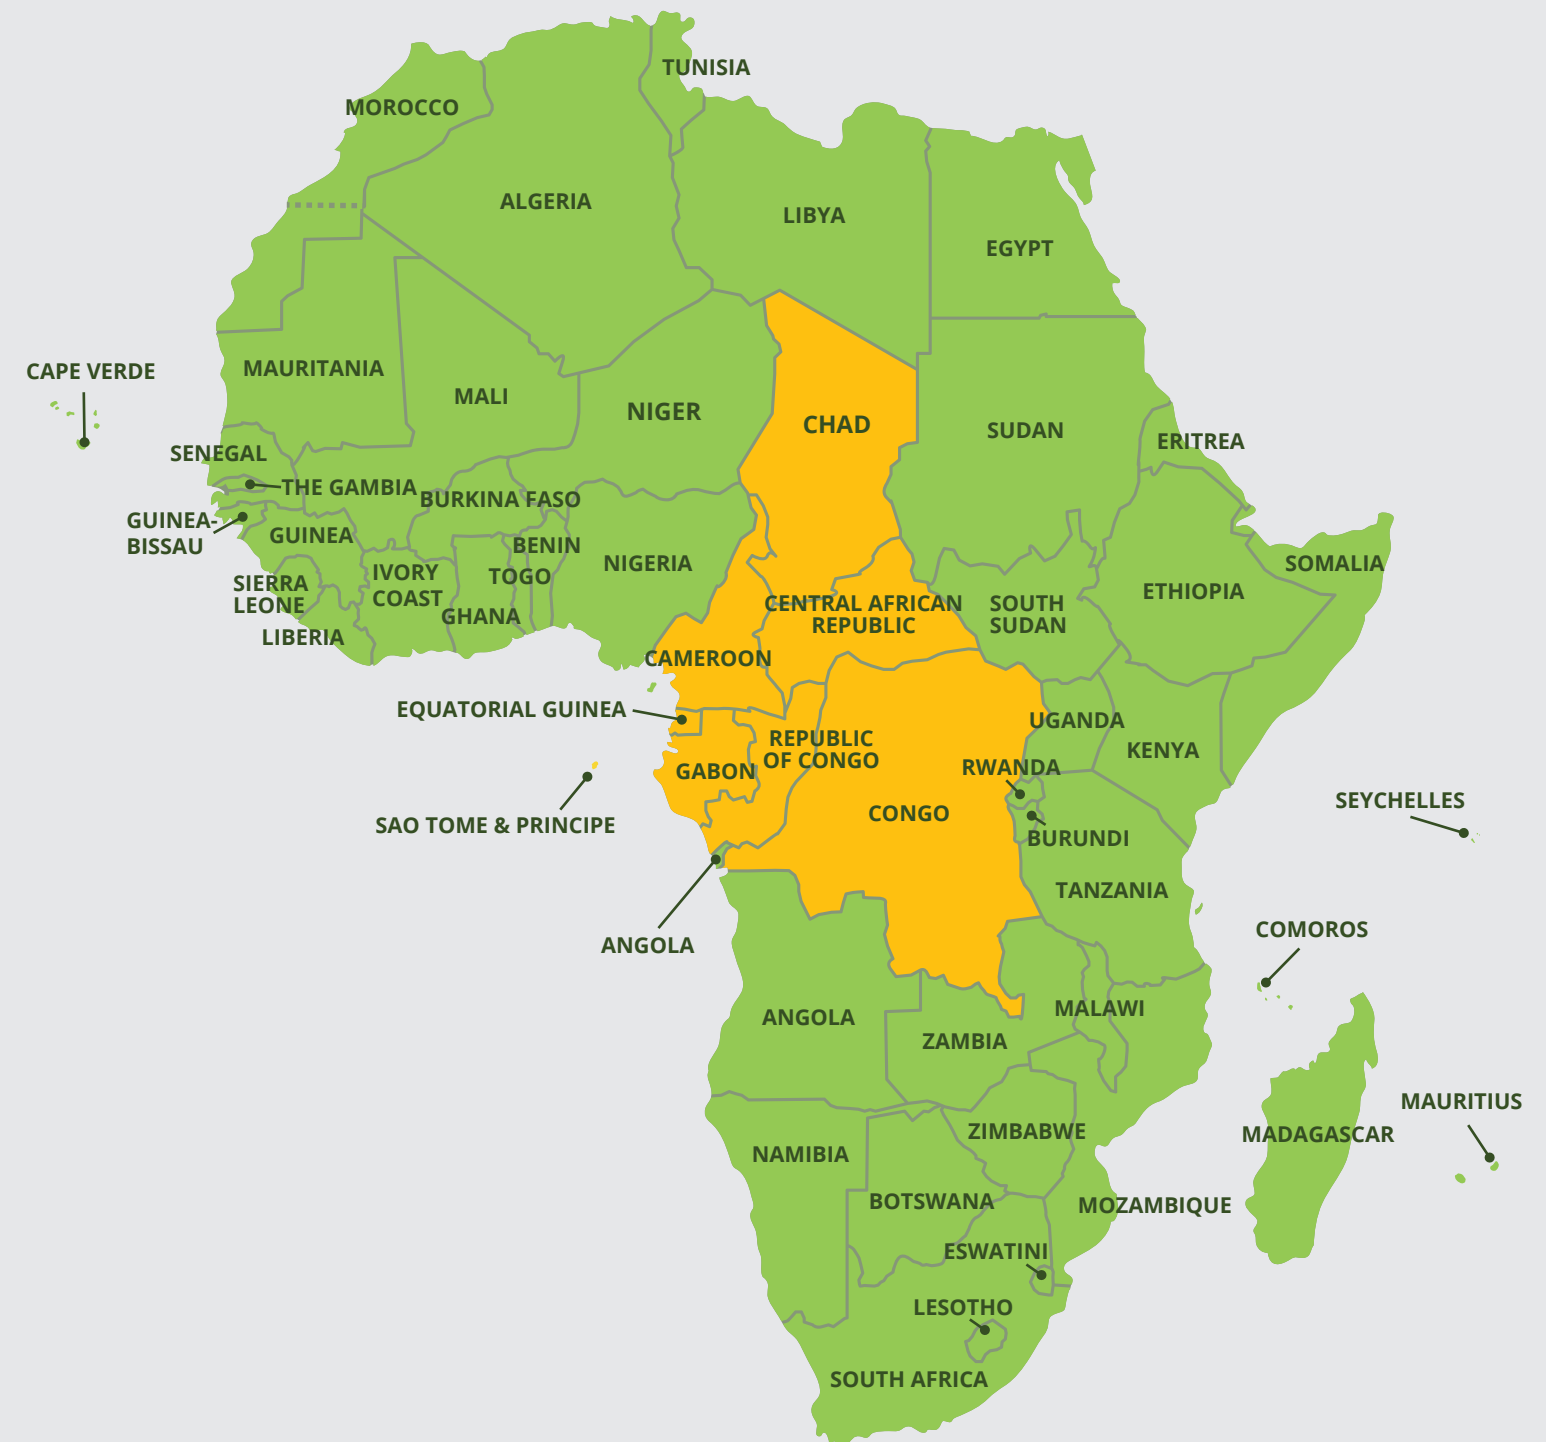 TUNISIA
MOROCCO
ALGERIA
LIBYA
EGYPT
CAPE VERDE
MAURITANIA
MALI
NIGER
CHAD
SUDAN
ERITREA
SENEGAL
THE GAMBIA
BURKINA FASO
GUINEA-
BISSAU
GUINEA
BENIN
NIGERIA
SOMALIA
SIERRA
LEONE
IVORY
COAST
TOGO
GHANA
LIBERIA
CENTRAL AFRICAN
REPUBLIC
SOUTH
SUDAN
ETHIOPIA
CAMEROON
EQUATORIAL GUINEA
UGANDA
KENYA
REPUBLIC
OF CONGO
GABON
RWANDA
SAO TOME & PRINCIPE
CONGO
BURUNDI
SEYCHELLES
TANZANIA
ANGOLA
COMOROS
ANGOLA
ZAMBIA
MALAWI
MAURITIUS
MADAGASCAR
NAMIBIA
ZIMBABWE
BOTSWANA
MOZAMBIQUE
ESWATINI
LESOTHO
SOUTH AFRICA